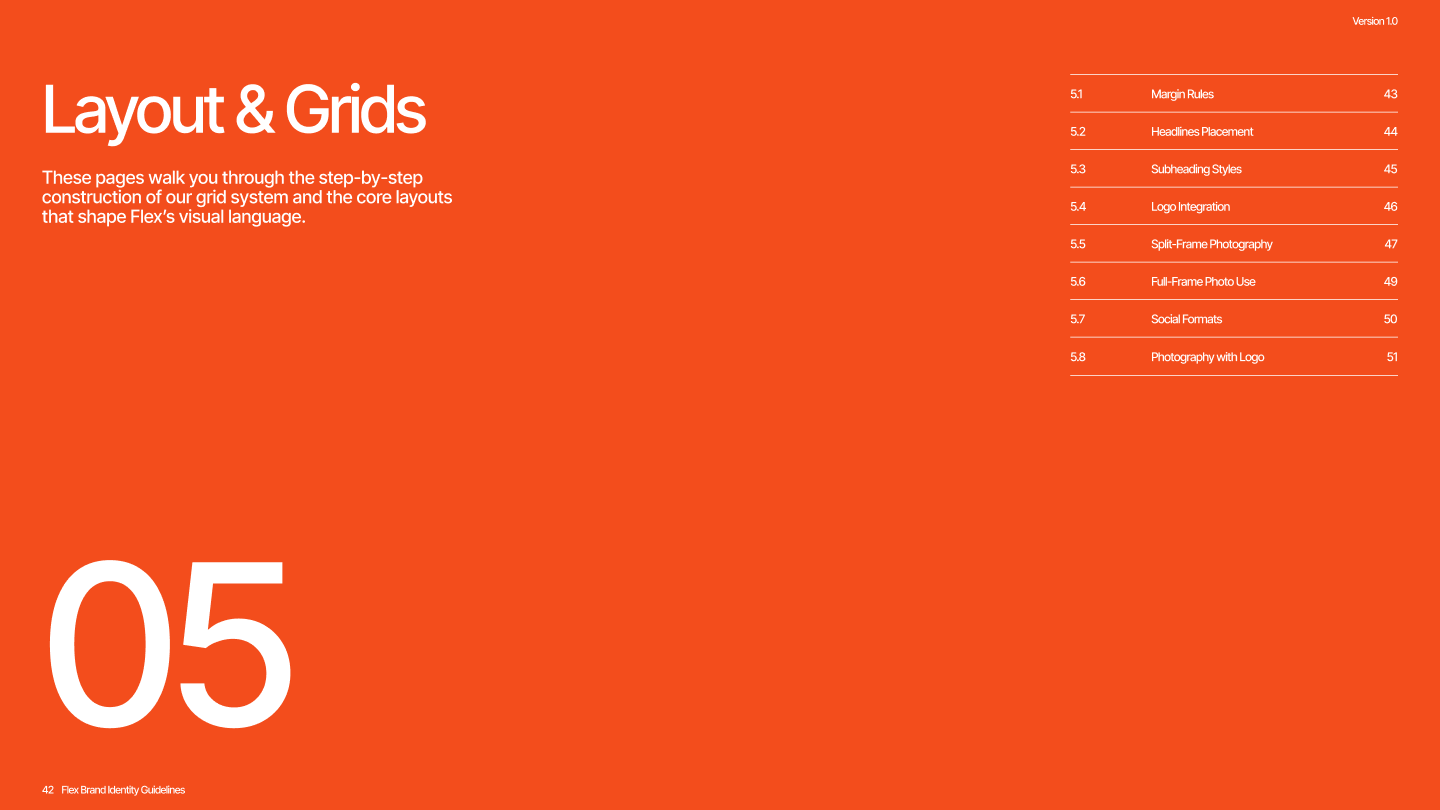 Version 1.0
Layout & Grids
These pages walk you through the step-by-step
construction of our grid system and the core layouts
that shape Flex’s visual language.
5.1 Margin Rules 43
5.2 Headlines Placement 44
5.3 Subheading Styles 45
5.4 Logo Integration 46
5.5 Split-Frame Photography 47
5.6 Full-Frame Photo Use 49
5.7 Social Formats 50
5.8 Photography with Logo 51
05
42 Flex Brand Identity Guidelines